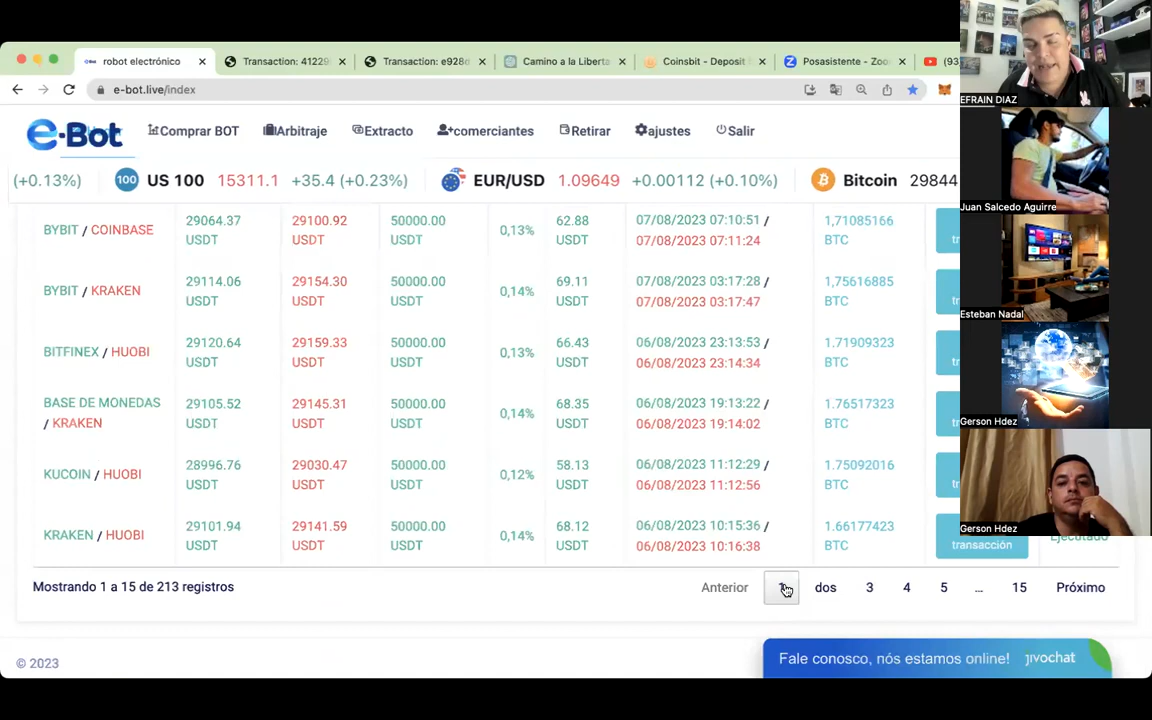 robot electrónico
Transaction: 41229
Transaction: e928d
Camino a la Liberta
Coinsbit - Deposit
Posasistente - Zoo
(93
e-bot.live/index
e-Bot
Comprar BOT
Arbitraje
Extracto
comerciantes
Retirar
ajustes
Salir
(+0.13%)
100 US 100 15311.1 +35.4 (+0.23%)
EUR/USD 1.09649 +0.00112 (+0.10%)
Bitcoin 29844
BYBIT / COINBASE
29064.37
USDT
29100.92
USDT
50000.00
USDT
0,13%
62.88
USDT
07/08/2023 07:10:51 /
07/08/2023 07:11:24
1,71085166
BTC
BYBIT / KRAKEN
29114.06
USDT
29154.30
USDT
50000.00
USDT
0,14%
69.11
USDT
07/08/2023 03:17:28 /
07/08/2023 03:17:47
1,75616885
BTC
BITFINEX / HUOBI
29120.64
USDT
29159.33
USDT
50000.00
USDT
0,13%
66.43
USDT
06/08/2023 23:13:53 /
06/08/2023 23:14:34
1.71909323
BTC
BASE DE MONEDAS
/ KRAKEN
29105.52
USDT
29145.31
USDT
50000.00
USDT
0,14%
68.35
USDT
06/08/2023 19:13:22 /
06/08/2023 19:14:02
1.76517323
BTC
KUCOIN / HUOBI
28996.76
USDT
29030.47
USDT
50000.00
USDT
0,12%
58.13
USDT
06/08/2023 11:12:29 /
06/08/2023 11:12:56
1.75092016
BTC
KRAKEN / HUOBI
29101.94
USDT
29141.59
USDT
50000.00
USDT
0,14%
68.12
USDT
06/08/2023 10:15:36 /
06/08/2023 10:16:38
1.66177423
BTC
transacción
Ejecutado
Mostrando 1 a 15 de 213 registros
Anterior
dos
3
4
5
...
15
Próximo
© 2023
Fale conosco, nós estamos online! jivochat
EFRAIN DIAZ
Juan Salcedo Aguirre
Esteban Nadal
Gerson Hdez
Gerson Hdez